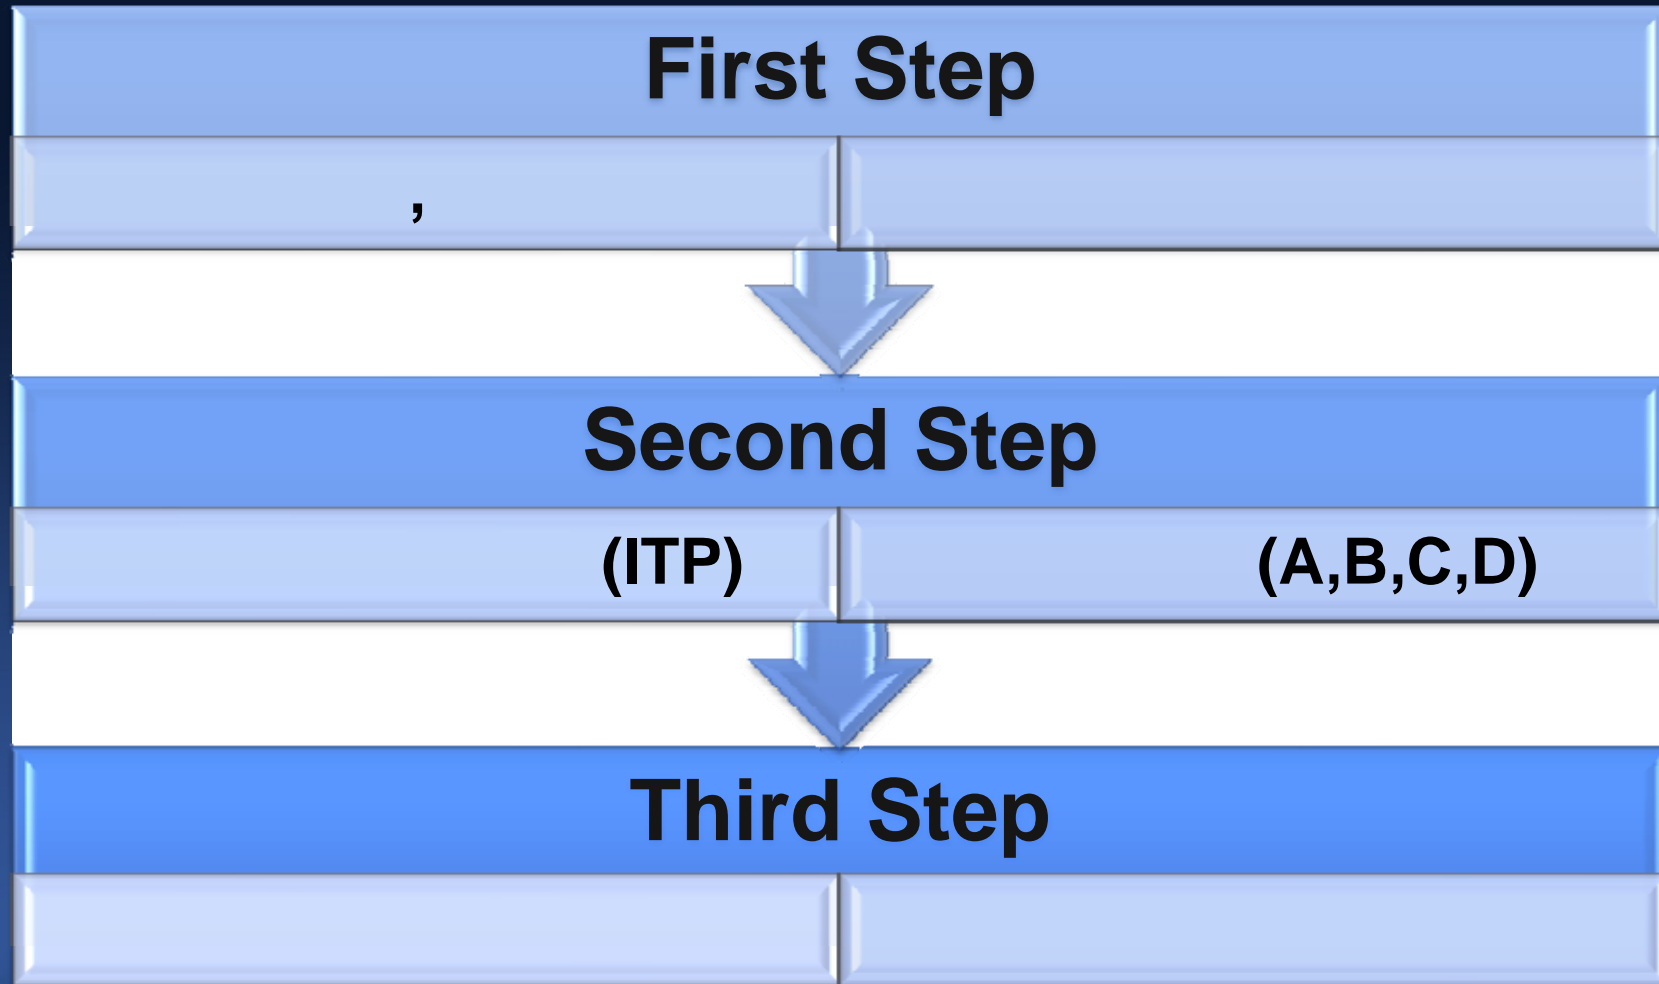 First Step
,
Second Step
(ITP) (A,B,C,D)
Third Step